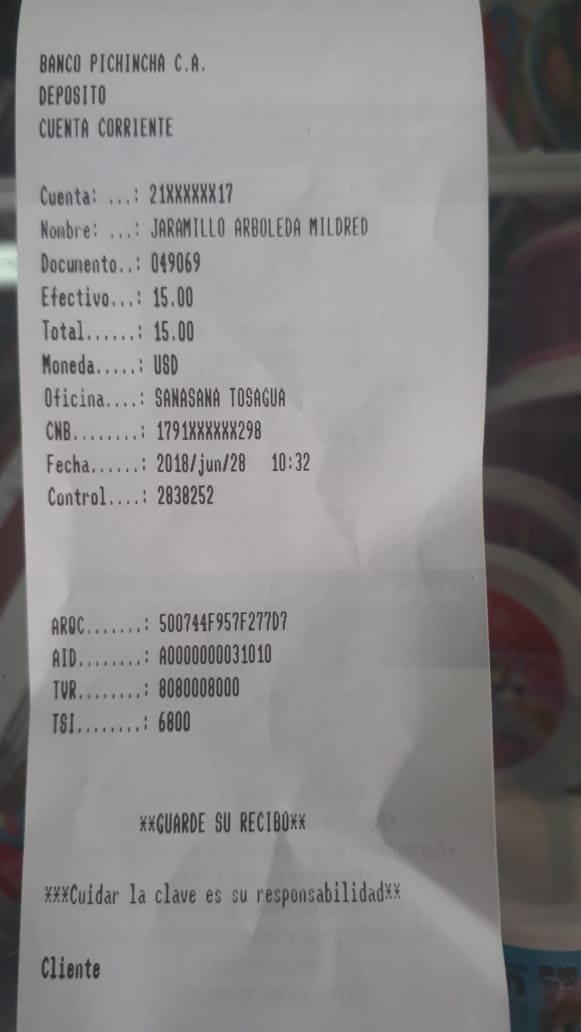 BANCO PICHINCHA C.A.
DEPOSITO
CUENTA CORRIENTE
Cuenta: ...: 21XXXXXX17
Nombre: ...: JARAMILLO ARBOLEDA MILDRED
Documento..: 049069
Efectivo...: 15.00
Total......: 15.00
Moneda.....: USD
Oficina....: SANASANA TOSAGUA
CNB........: 1791XXXXXX298
Fecha......: 2018/jun/28 10:32
Control....: 2838252
ARQC.......: 500744F957F277D7
AID........: A0000000031010
TVR........: 8080008000
TSI........: 6800
**GUARDE SU RECIBO**
***Cuidar la clave es su responsabilidad**
Cliente